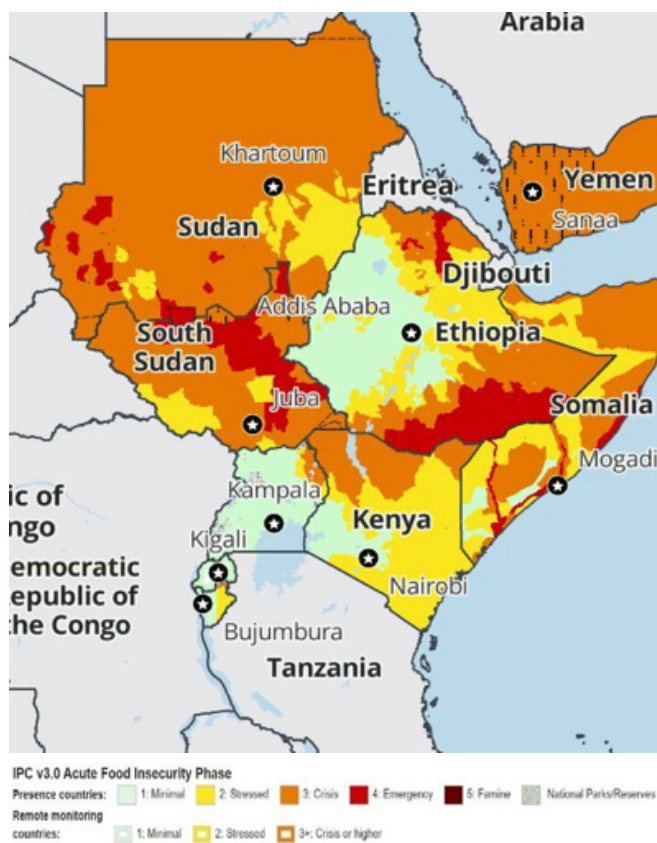 Arabia
Khartoum
Eritrea
Yemen
Sanaa
Sudan
Djibouti
Addis Ababa
Ethiopia
South
Sudan
Juba
Somalia
Mogadi
ic of
ongo
Kampala
Kenya
Kigali
emocratic
epublic of
the Congo
Nairobi
Bujumbura
Tanzania
IPC v3.0 Acute Food Insecurity Phase
Presence countries: 1: Minimal 2: Stressed 3: Crisis 4: Emergency 5: Famine National Parks/Reserves
Remote monitoring
countries: 1: Minimal 2: Stressed 3+: Crisis or higher